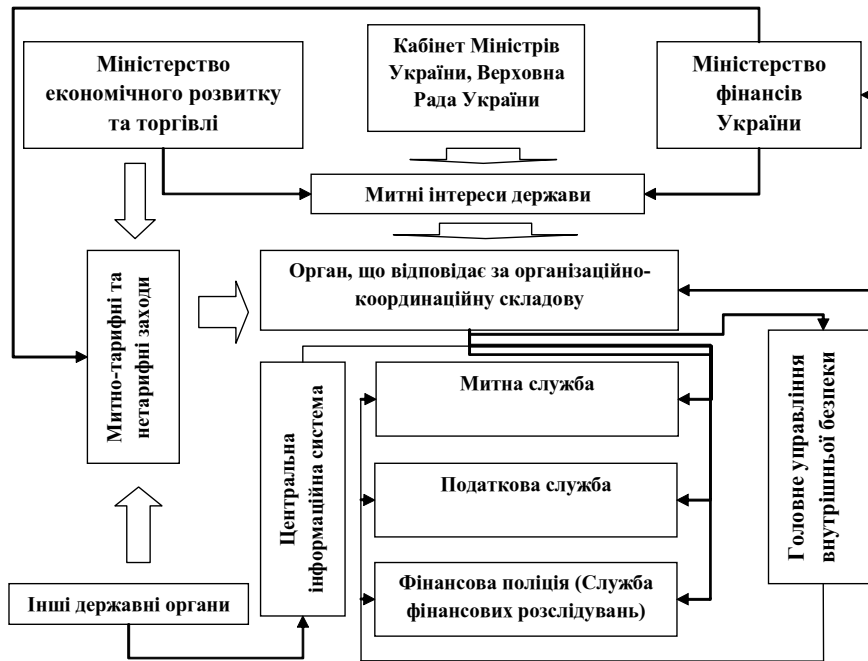 Міністерство
економічного розвитку
та торгівлі
Кабінет Міністрів
України, Верховна
Рада України
Міністерство
фінансів
України
Митні інтереси держави
Орган, що відповідає за організаційно-
координаційну складову
Митно-тарифні та
нетарифні заходи
Центральна
інформаційна система
Митна служба
Податкова служба
Фінансова поліція (Служба
фінансових розслідувань)
Головне управління
внутрішньої безпеки
Інші державні органи